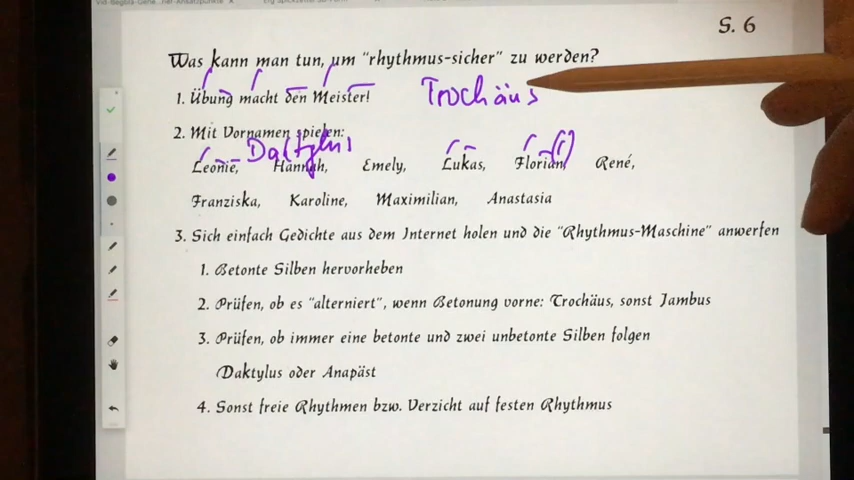 S. 6
Was kann man tun, um "rhythmus-sicher" zu werden?
1. Übung macht den Meister! Trochäus
2. Mit Vornamen spielen:
Daktylus
Leonie, Hannah, Emely, Lukas, Florian, René,
Franziska, Karoline, Maximilian, Anastasia
3. Sich einfach Gedichte aus dem Internet holen und die "Rhythmus-Maschine" anwerfen
1. Betonte Silben hervorheben
2. Prüfen, ob es "alterniert", wenn Betonung vorne: Trochäus, sonst Jambus
3. Prüfen, ob immer eine betonte und zwei unbetonte Silben folgen
Daktylus oder Anapäst
4. Sonst freie Rhythmen bzw. Verzicht auf festen Rhythmus